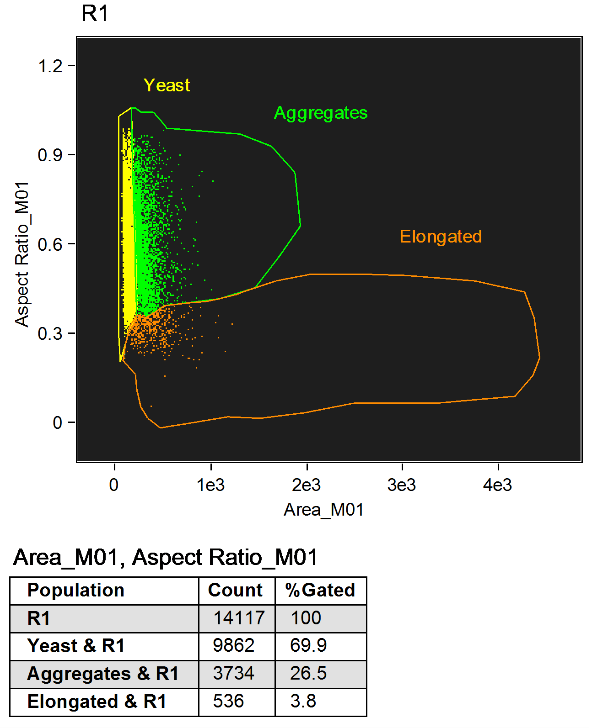 R1
1.2
Yeast
Aggregates
0.9
Elongated
Aspect Ratio_M01
0.6
0.3
0
0 1e3 2e3 3e3 4e3
Area_M01
Area_M01, Aspect Ratio_M01
Population Count %Gated
R1 14117 100
Yeast & R1 9862 69.9
Aggregates & R1 3734 26.5
Elongated & R1 536 3.8